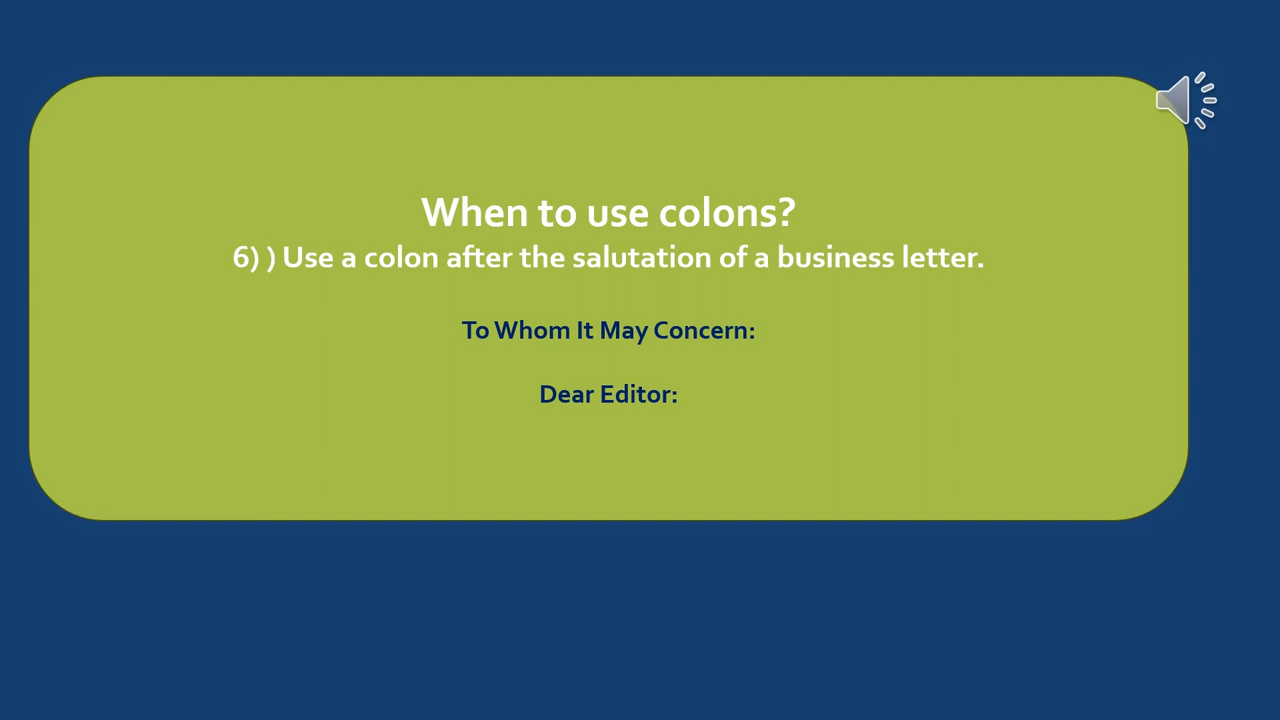 When to use colons?
6) ) Use a colon after the salutation of a business letter.
To Whom It May Concern:
Dear Editor: